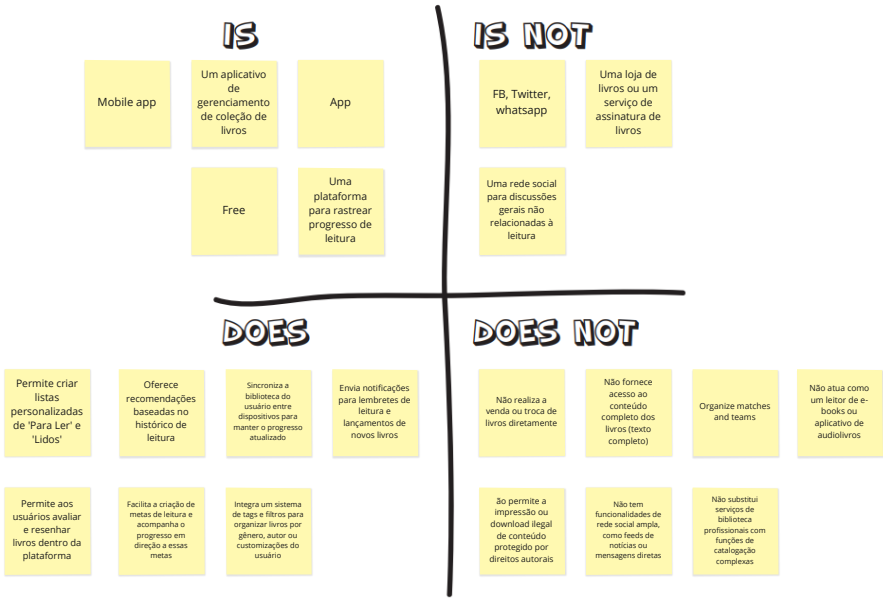 IS
IS NOT
Mobile app
Um aplicativo
de
gerenciamento
de coleção de
livros
App
FB, Twitter,
whatsapp
Uma loja de
livros ou um
serviço de
assinatura de
livros
Free
Uma
plataforma
para rastrear
progresso de
leitura
Uma rede social
para discussões
gerais não
relacionadas à
leitura
DOES
DOES NOT
Permite criar
listas
personalizadas
de 'Para Ler' e
'Lidos'
Oferece
recomendações
baseadas no
histórico de
leitura
Sincroniza a
biblioteca do
usuário entre
dispositivos para
manter o progresso
atualizado
Envia notificações
para lembretes de
leitura e
lançamentos de
novos livros
Não realiza a
venda ou troca de
livros diretamente
Não fornece
acesso ao
conteúdo
completo dos
livros (texto
completo)
Organize matches
and teams
Não atua como
um leitor de e-
books ou
aplicativo de
audiolivros
Permite aos
usuários avaliar
e resenhar
livros dentro da
plataforma
Facilita a criação de
metas de leitura e
acompanha o
progresso em
direção a essas
metas
Integra um sistema
de tags e filtros para
organizar livros por
gênero, autor ou
customizações do
usuário
ão permite a
impressão ou
download ilegal
de conteúdo
protegido por
direitos autorais
Não tem
funcionalidades de
rede social ampla,
como feeds de
notícias ou
mensagens diretas
Não substitui
serviços de
biblioteca
profissionais com
funções de
catalogação
complexas